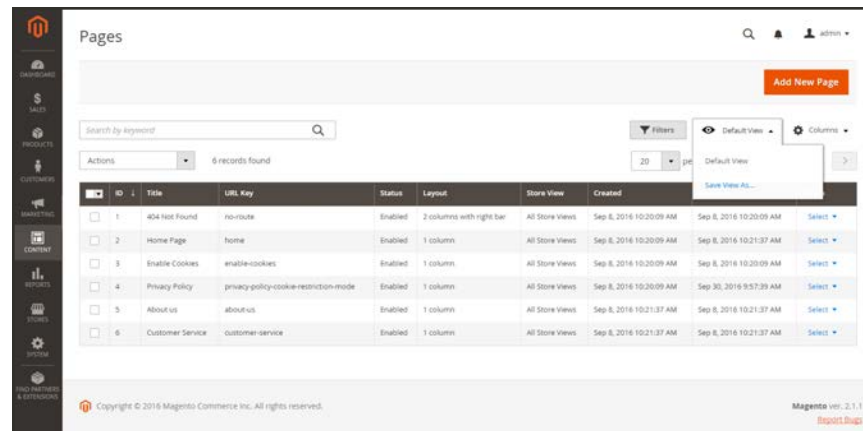 Pages
admin
DASHBOARD
SALES
PRODUCTS
CUSTOMERS
MARKETING
CONTENT
REPORTS
STORES
SYSTEM
FIND PARTNERS
& EXTENSIONS
Add New Page
Search by keyword
Filters
Default View
Columns
Actions
6 records found
20
pe
Default View
Save View As...
ID ↓ Title URL Key Status Layout Store View Created
1 404 Not Found no-route Enabled 2 columns with right bar All Store Views Sep 8, 2016 10:20:09 AM Sep 8, 2016 10:20:09 AM Select
2 Home Page home Enabled 1 column All Store Views Sep 8, 2016 10:20:09 AM Sep 8, 2016 10:21:37 AM Select
3 Enable Cookies enable-cookies Enabled 1 column All Store Views Sep 8, 2016 10:20:09 AM Sep 8, 2016 10:20:09 AM Select
4 Privacy Policy privacy-policy-cookie-restriction-mode Enabled 1 column All Store Views Sep 8, 2016 10:20:09 AM Sep 30, 2016 9:57:39 AM Select
5 About us about-us Enabled 1 column All Store Views Sep 8, 2016 10:21:37 AM Sep 8, 2016 10:21:37 AM Select
6 Customer Service customer-service Enabled 1 column All Store Views Sep 8, 2016 10:21:37 AM Sep 8, 2016 10:21:37 AM Select
Copyright © 2016 Magento Commerce Inc. All rights reserved.
Magento ver. 2.1.1
Report Bugs